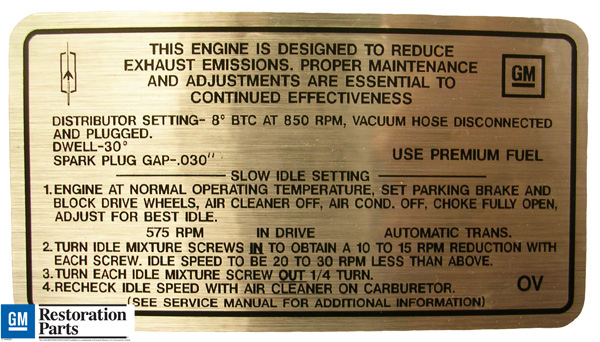 THIS ENGINE IS DESIGNED TO REDUCE
EXHAUST EMISSIONS. PROPER MAINTENANCE
AND ADJUSTMENTS ARE ESSENTIAL TO
CONTINUED EFFECTIVENESS
GM
DISTRIBUTOR SETTING- 8° BTC AT 850 RPM, VACUUM HOSE DISCONNECTED
AND PLUGGED.
DWELL-30°
SPARK PLUG GAP-.030"
USE PREMIUM FUEL
SLOW IDLE SETTING
1.ENGINE AT NORMAL OPERATING TEMPERATURE, SET PARKING BRAKE AND
BLOCK DRIVE WHEELS, AIR CLEANER OFF, AIR COND. OFF, CHOKE FULLY OPEN,
ADJUST FOR BEST IDLE.
575 RPM IN DRIVE AUTOMATIC TRANS.
2.TURN IDLE MIXTURE SCREWS IN TO OBTAIN A 10 TO 15 RPM REDUCTION WITH
EACH SCREW. IDLE SPEED TO BE 20 TO 30 RPM LESS THAN ABOVE.
3.TURN EACH IDLE MIXTURE SCREW OUT 1/4 TURN.
4.RECHECK IDLE SPEED WITH AIR CLEANER ON CARBURETOR.
OV
(SEE SERVICE MANUAL FOR ADDITIONAL INFORMATION)
GM
Restoration
Parts